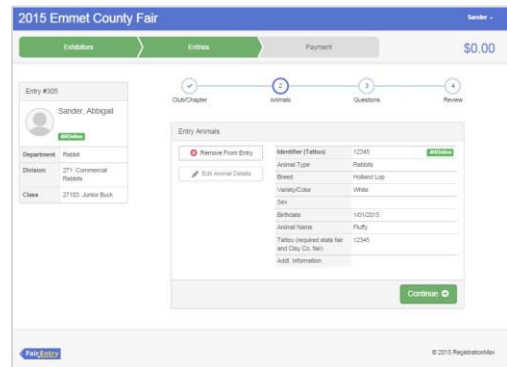 2015 Emmet County Fair
Sander
Exhibitors
Entries
Payment
$0.00
Entry #305
Sander, Abbigail
4HOnline
Department Rabbit
Division 271: Commercial Rabbits
Class 27103: Junior Buck
Club/Chapter
2
Animals
3
Questions
4
Review
Entry Animals
Remove From Entry
Edit Animal Details
Identifier (Tattoo) 12345 4HOnline
Animal Type Rabbits
Breed Holland Lop
Variety/Color White
Sex
Birthdate 1/01/2015
Animal Name Fluffy
Tattoo (required state fair and Clay Co. fair) 12345
Addl. Information
Continue
FairEntry
© 2015 RegistrationMax